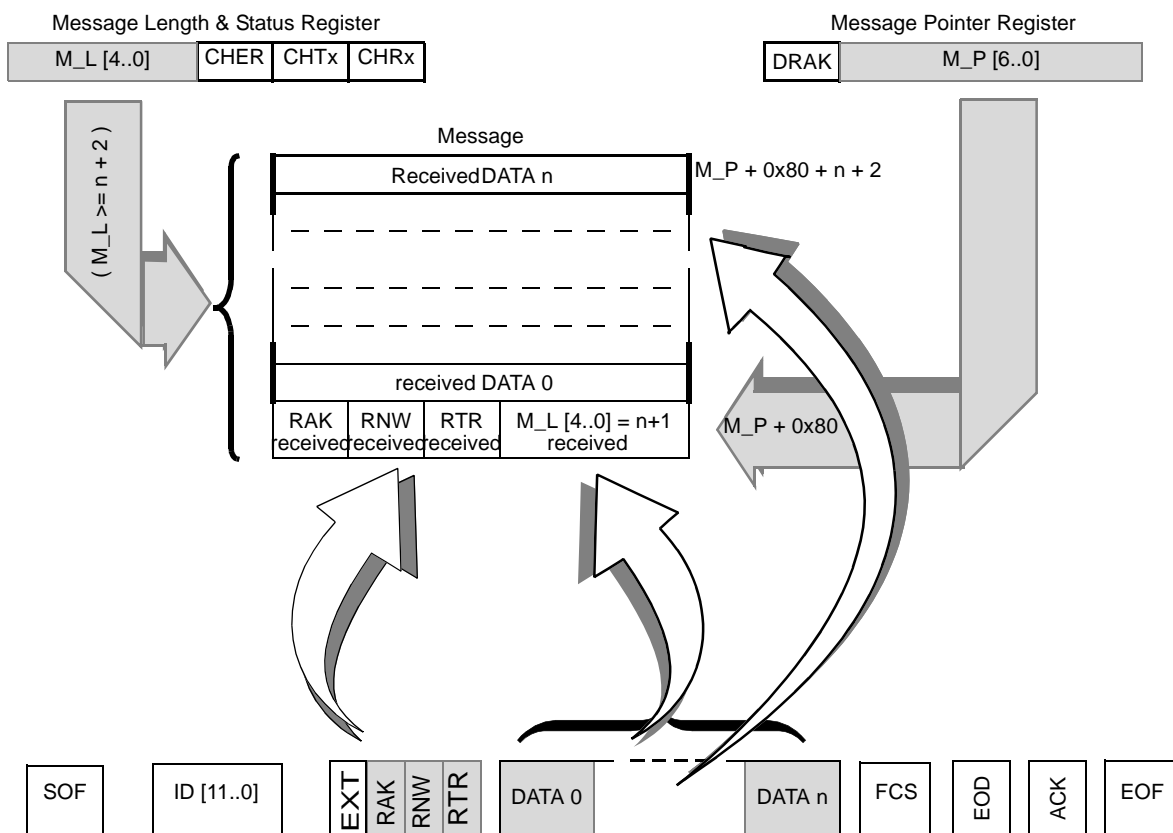 Message Length & Status Register
Message Pointer Register
M_L [4..0]
CHER
CHTx
CHRx
DRAK
M_P [6..0]
( M_L >= n + 2 )
Message
ReceivedDATA n
M_P + 0x80 + n + 2
received DATA 0
RAK
received
RNW
received
RTR
received
M_L [4..0] = n+1
received
M_P + 0x80
SOF
ID [11..0]
EXT
RAK
RNW
RTR
DATA 0
DATA n
FCS
EOD
ACK
EOF